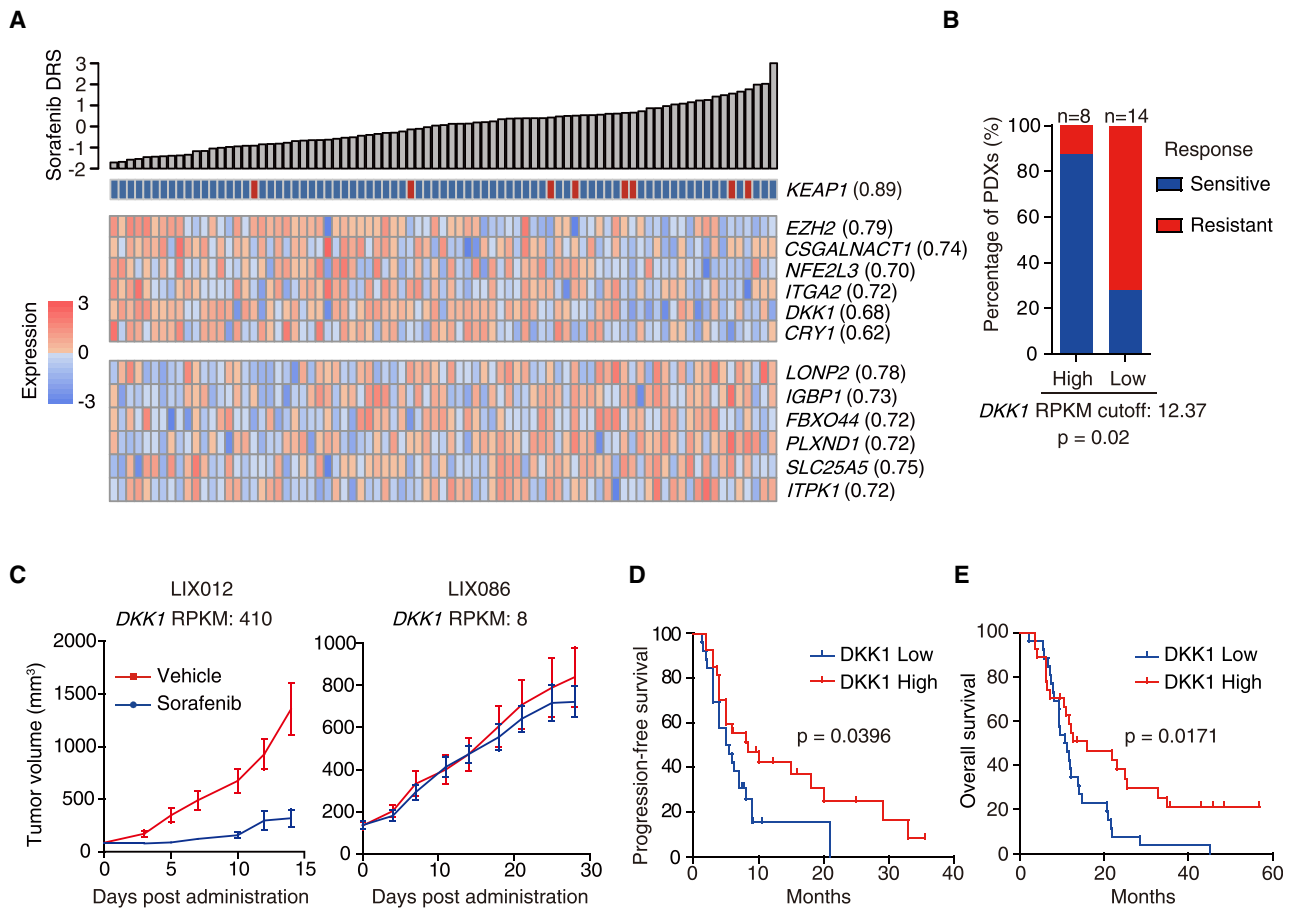 A
Sorafenib DRS
3
2
1
0
-1
-2
KEAP1 (0.89)
EZH2 (0.79)
CSGALNACT1 (0.74)
NFE2L3 (0.70)
ITGA2 (0.72)
DKK1 (0.68)
CRY1 (0.62)
Expression
3
0
-3
LONP2 (0.78)
IGBP1 (0.73)
FBXO44 (0.72)
PLXND1 (0.72)
SLC25A5 (0.75)
ITPK1 (0.72)
B
Percentage of PDXs (%)
100
80
60
40
20
0
n=8 n=14
High Low
Response
Sensitive
Resistant
DKK1 RPKM cutoff: 12.37
p = 0.02
C
LIX012
DKK1 RPKM: 410
Tumor volume (mm³)
2000
1500
1000
500
0
Vehicle
Sorafenib
0 5 10 15
Days post administration
LIX086
DKK1 RPKM: 8
1000
800
600
400
200
0
0 10 20 30
Days post administration
D
Progression-free survival
100
80
60
40
20
0
DKK1 Low
DKK1 High
p = 0.0396
0 10 20 30 40
Months
E
Overall survival
100
80
60
40
20
0
DKK1 Low
DKK1 High
p = 0.0171
0 20 40 60
Months